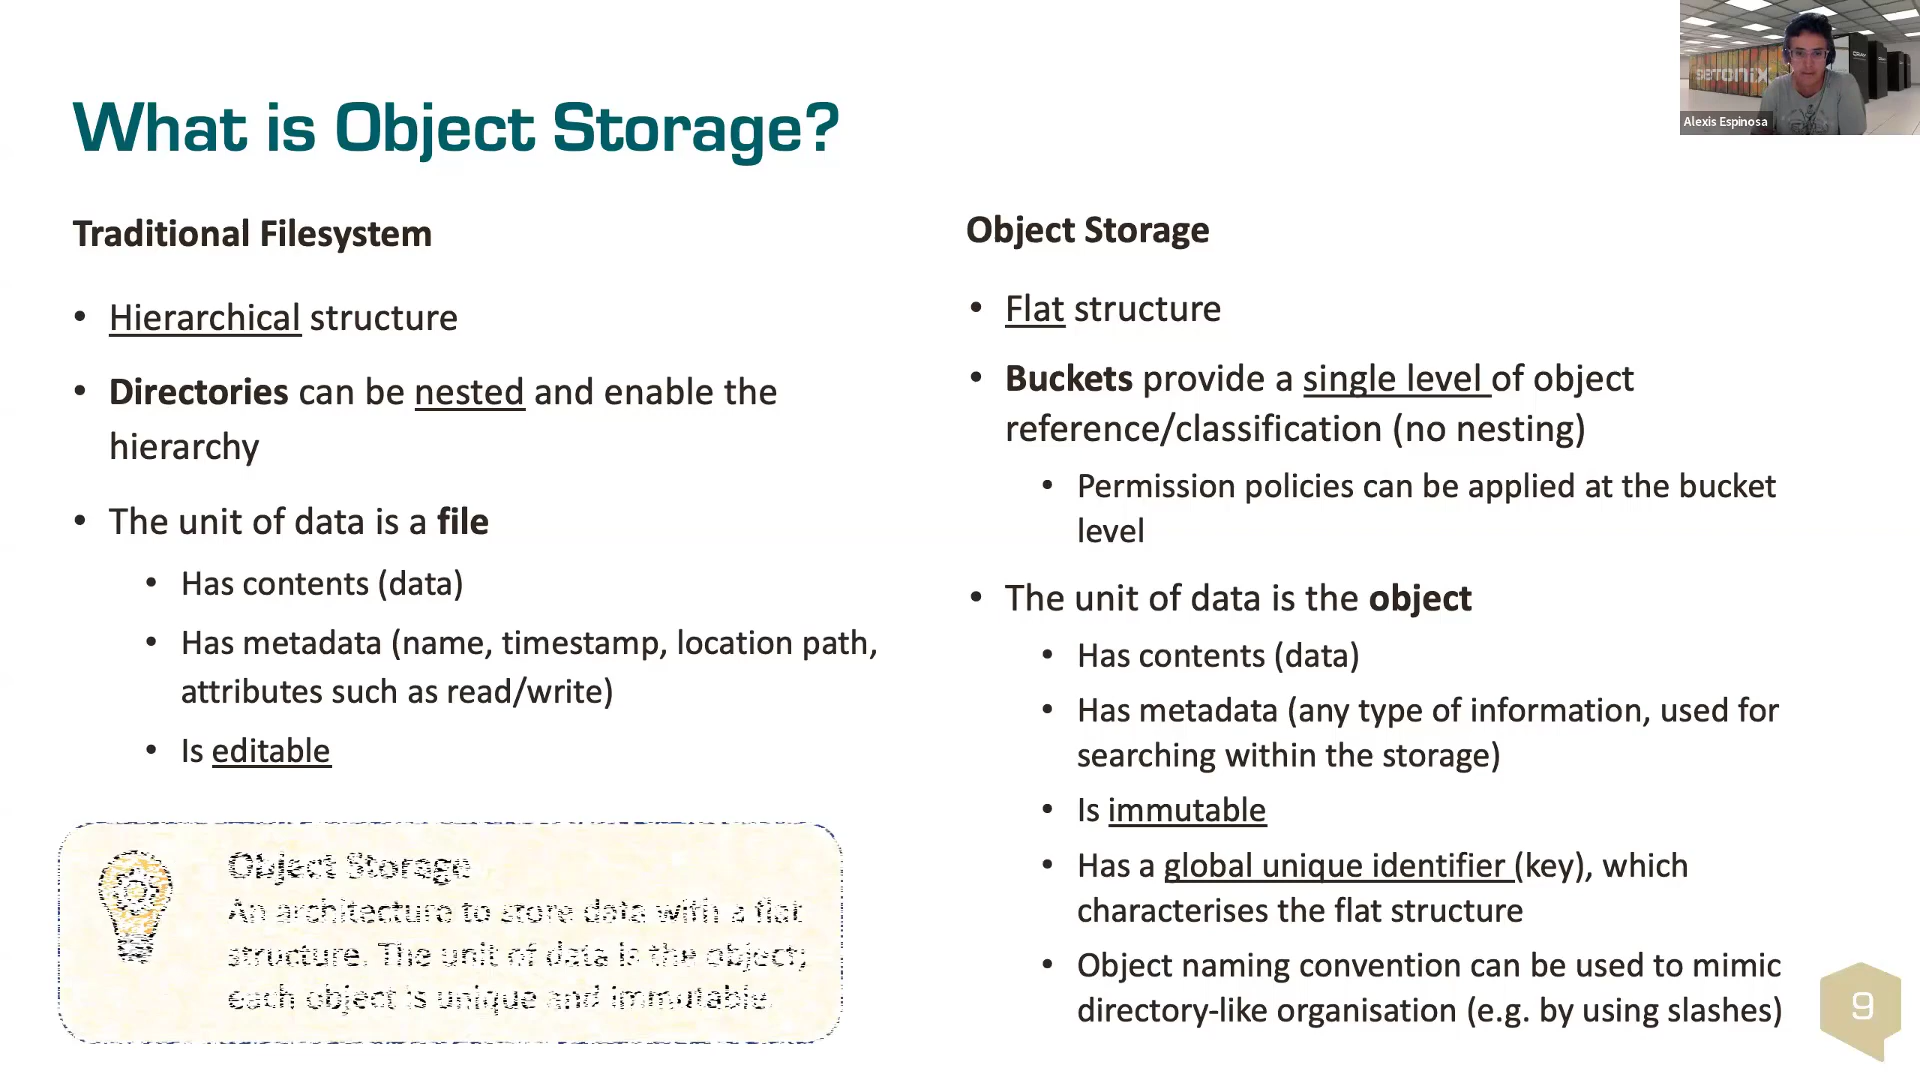 What is Object Storage?
Traditional Filesystem
• Hierarchical structure
• Directories can be nested and enable the
hierarchy
• The unit of data is a file
• Has contents (data)
• Has metadata (name, timestamp, location path,
attributes such as read/write)
• Is editable
Object Storage
An architecture to store data with a flat
structure. The unit of data is the object;
each object is unique and immutable.
Object Storage
• Flat structure
• Buckets provide a single level of object
reference/classification (no nesting)
• Permission policies can be applied at the bucket
level
• The unit of data is the object
• Has contents (data)
• Has metadata (any type of information, used for
searching within the storage)
• Is immutable
• Has a global unique identifier (key), which
characterises the flat structure
• Object naming convention can be used to mimic
directory-like organisation (e.g. by using slashes)
9
SETONIX
Alexis Espinosa